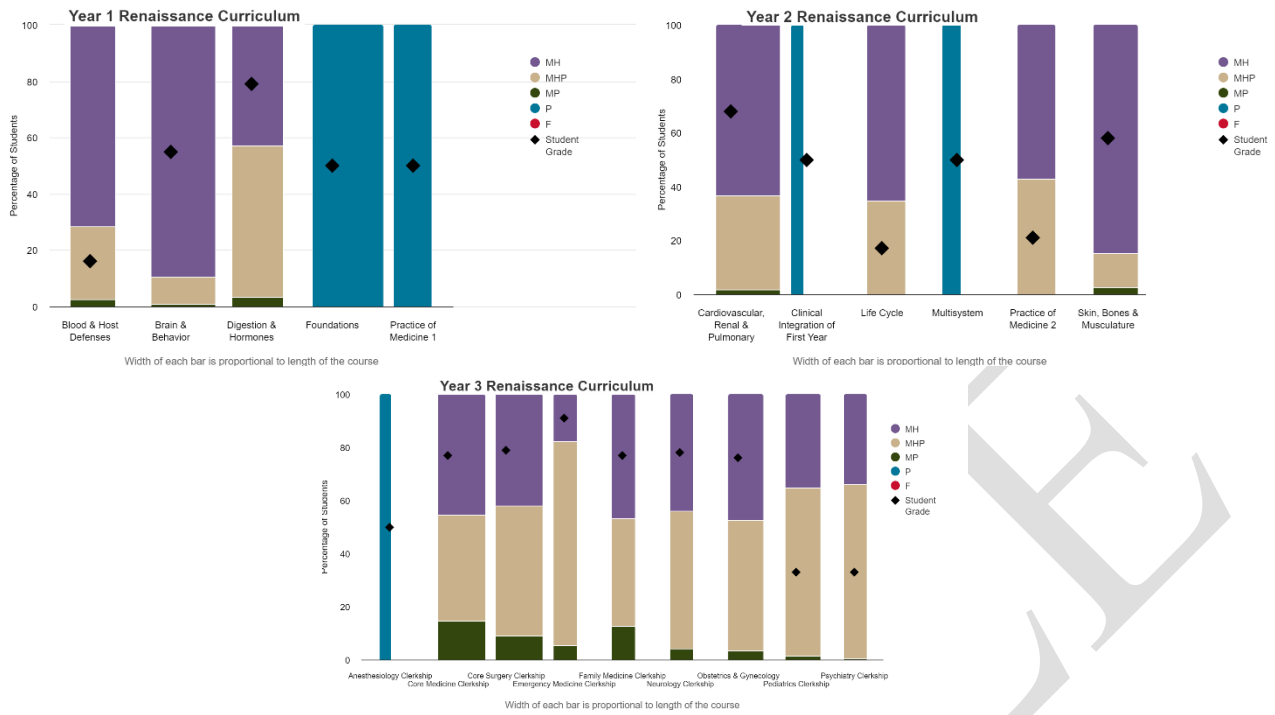 Year 1 Renaissance Curriculum
Percentage of Students
100
80
60
40
20
0
Blood & Host
Defenses
Brain &
Behavior
Digestion &
Hormones
Foundations
Practice of
Medicine 1
Width of each bar is proportional to length of the course
MH
MHP
MP
P
F
Student
Grade
Year 2 Renaissance Curriculum
Percentage of Students
100
80
60
40
20
0
Cardiovascular,
Renal &
Pulmonary
Clinical
Integration of
First Year
Life Cycle
Multisystem
Practice of
Medicine 2
Skin, Bones &
Musculature
Width of each bar is proportional to length of the course
MH
MHP
MP
P
F
Student
Grade
Year 3 Renaissance Curriculum
Percentage of Students
100
80
60
40
20
0
Anesthesiology Clerkship
Core Medicine Clerkship
Core Surgery Clerkship
Emergency Medicine Clerkship
Family Medicine Clerkship
Neurology Clerkship
Obstetrics & Gynecology
Pediatrics Clerkship
Psychiatry Clerkship
Width of each bar is proportional to length of the course
MH
MHP
MP
P
F
Student
Grade